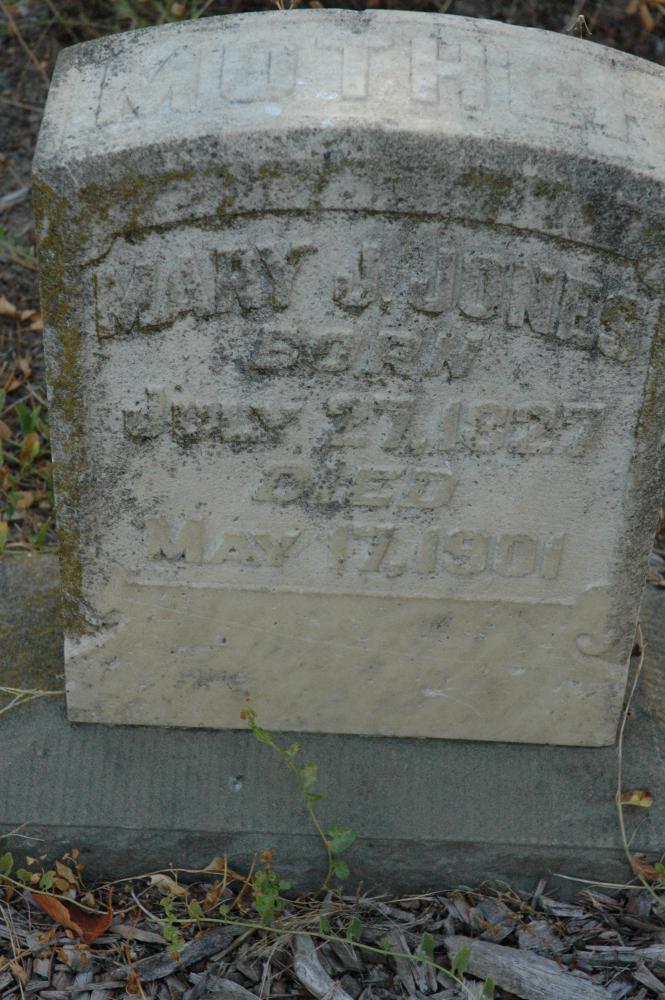 MOTHER
MARY J. JONES
BORN
JULY 27, 1827
DIED
MAY 17, 1901